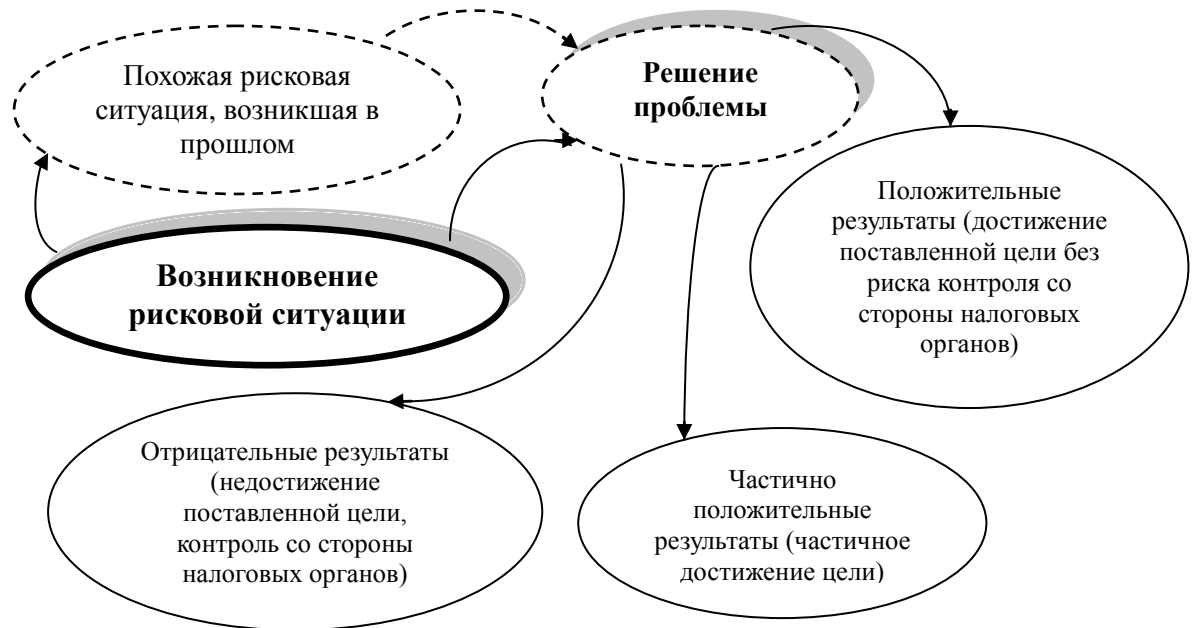 Похожая рисковая
ситуация, возникшая в
прошлом
Решение
проблемы
Возникновение
рисковой ситуации
Положительные
результаты (достижение
поставленной цели без
риска контроля со
стороны налоговых
органов)
Отрицательные результаты
(недостижение
поставленной цели,
контроль со стороны
налоговых органов)
Частично
положительные
результаты (частичное
достижение цели)